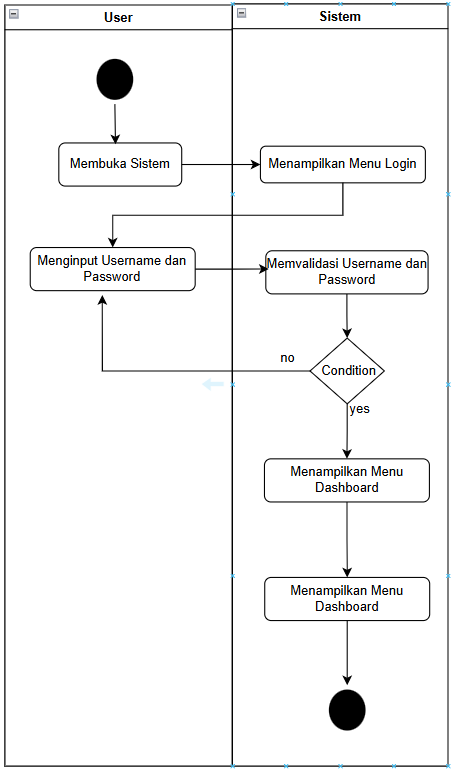 User
Sistem
Membuka Sistem
Menampilkan Menu Login
Menginput Username dan
Password
Memvalidasi Username dan
Password
no
Condition
yes
Menampilkan Menu
Dashboard
Menampilkan Menu
Dashboard